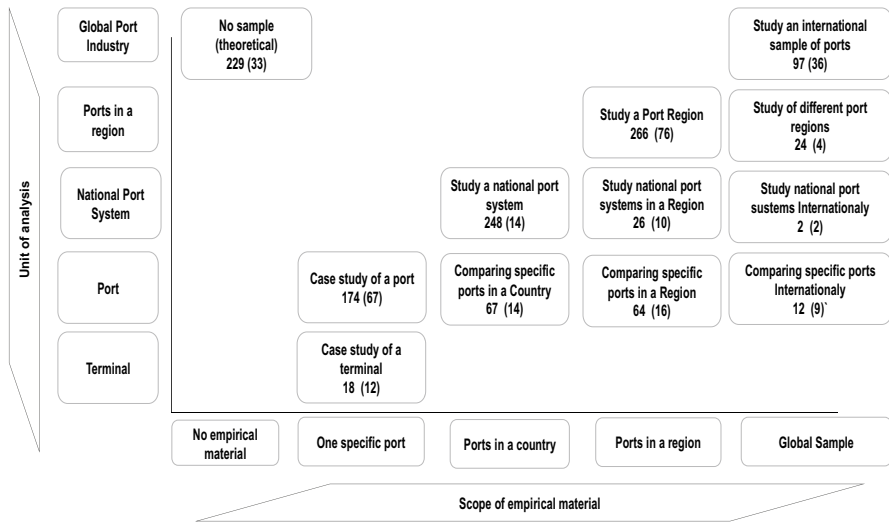 Global Port
Industry
No sample
(theoretical)
229 (33)
Study an international
sample of ports
97 (36)
Ports in a
region
Study a Port Region
266 (76)
Study of different port
regions
24 (4)
National Port
System
Study a national port
system
248 (14)
Study national port
systems in a Region
26 (10)
Study national port
sustems Internationaly
2 (2)
Port
Case study of a port
174 (67)
Comparing specific
ports in a Country
67 (14)
Comparing specific
ports in a Region
64 (16)
Comparing specific ports
Internationaly
12 (9)`
Terminal
Case study of a
terminal
18 (12)
Unit of analysis
No empirical
material
One specific port
Ports in a country
Ports in a region
Global Sample
Scope of empirical material